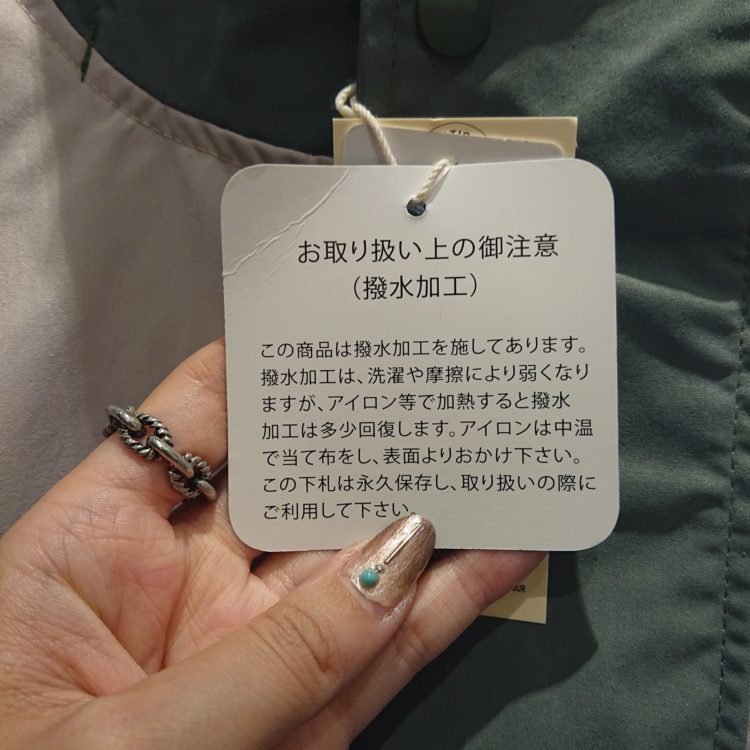 お取り扱い上の御注意
（撥水加工）
この商品は撥水加工を施してあります。
撥水加工は、洗濯や摩擦により弱くなり
ますが、アイロン等で加熱すると撥水
加工は多少回復します。アイロンは中温
で当て布をし、表面よりおかけ下さい。
この下札は永久保存し、取り扱いの際に
ご利用して下さい。